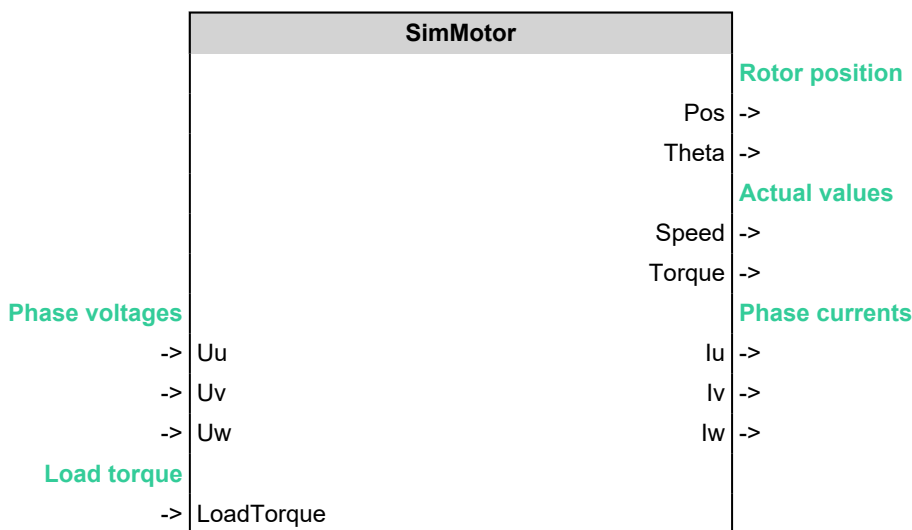 SimMotor
Rotor position
Pos ->
Theta ->
Actual values
Speed ->
Torque ->
Phase voltages Phase currents
-> Uu Iu ->
-> Uv Iv ->
-> Uw Iw ->
Load torque
-> LoadTorque